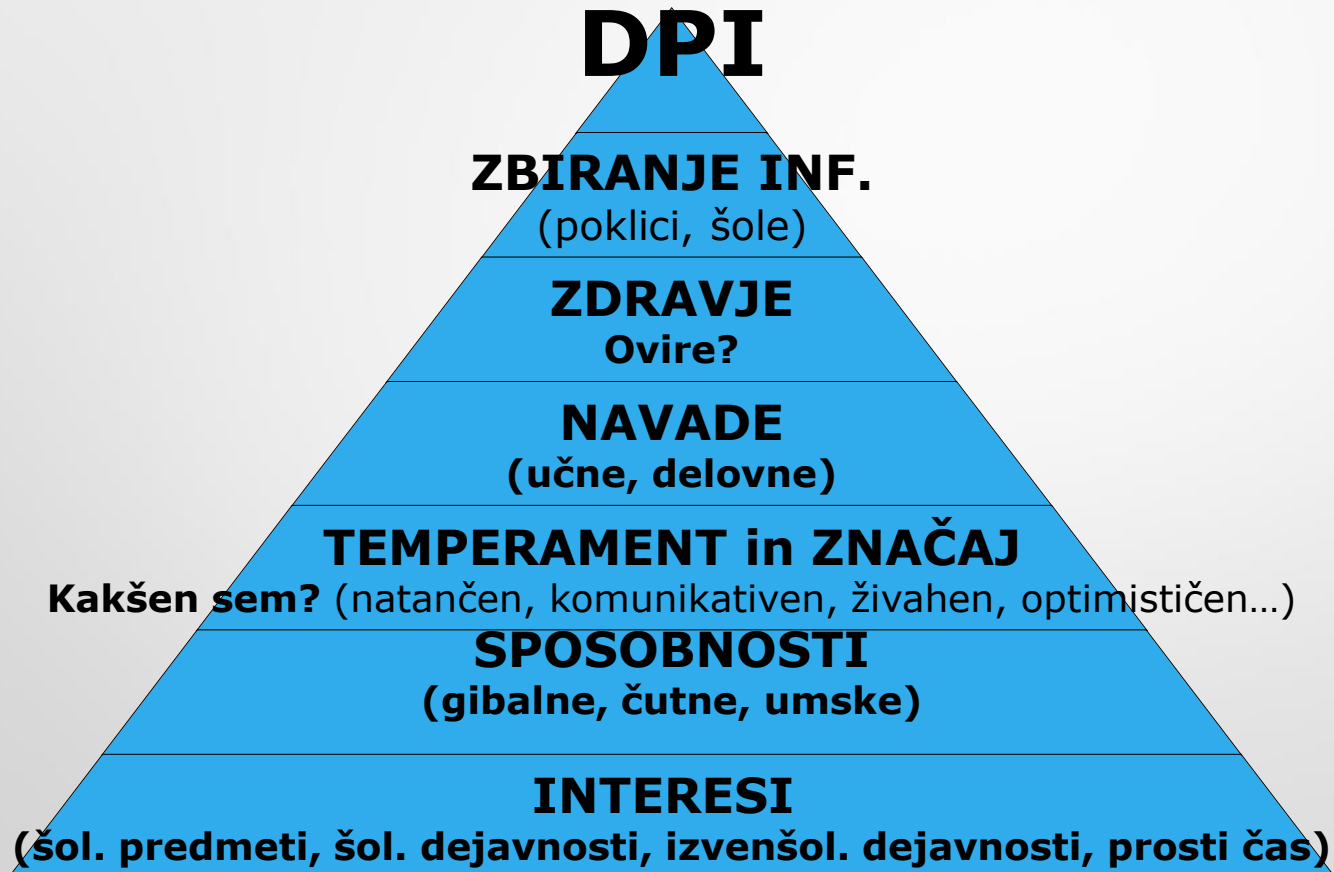 DPI
ZBIRANJE INF.
(poklici, šole)
ZDRAVJE
Ovire?
NAVADE
(učne, delovne)
TEMPERAMENT in ZNAČAJ
Kakšen sem? (natančen, komunikativen, živahen, optimističen…)
SPOSOBNOSTI
(gibalne, čutne, umske)
INTERESI
(šol. predmeti, šol. dejavnosti, izvenšol. dejavnosti, prosti čas)